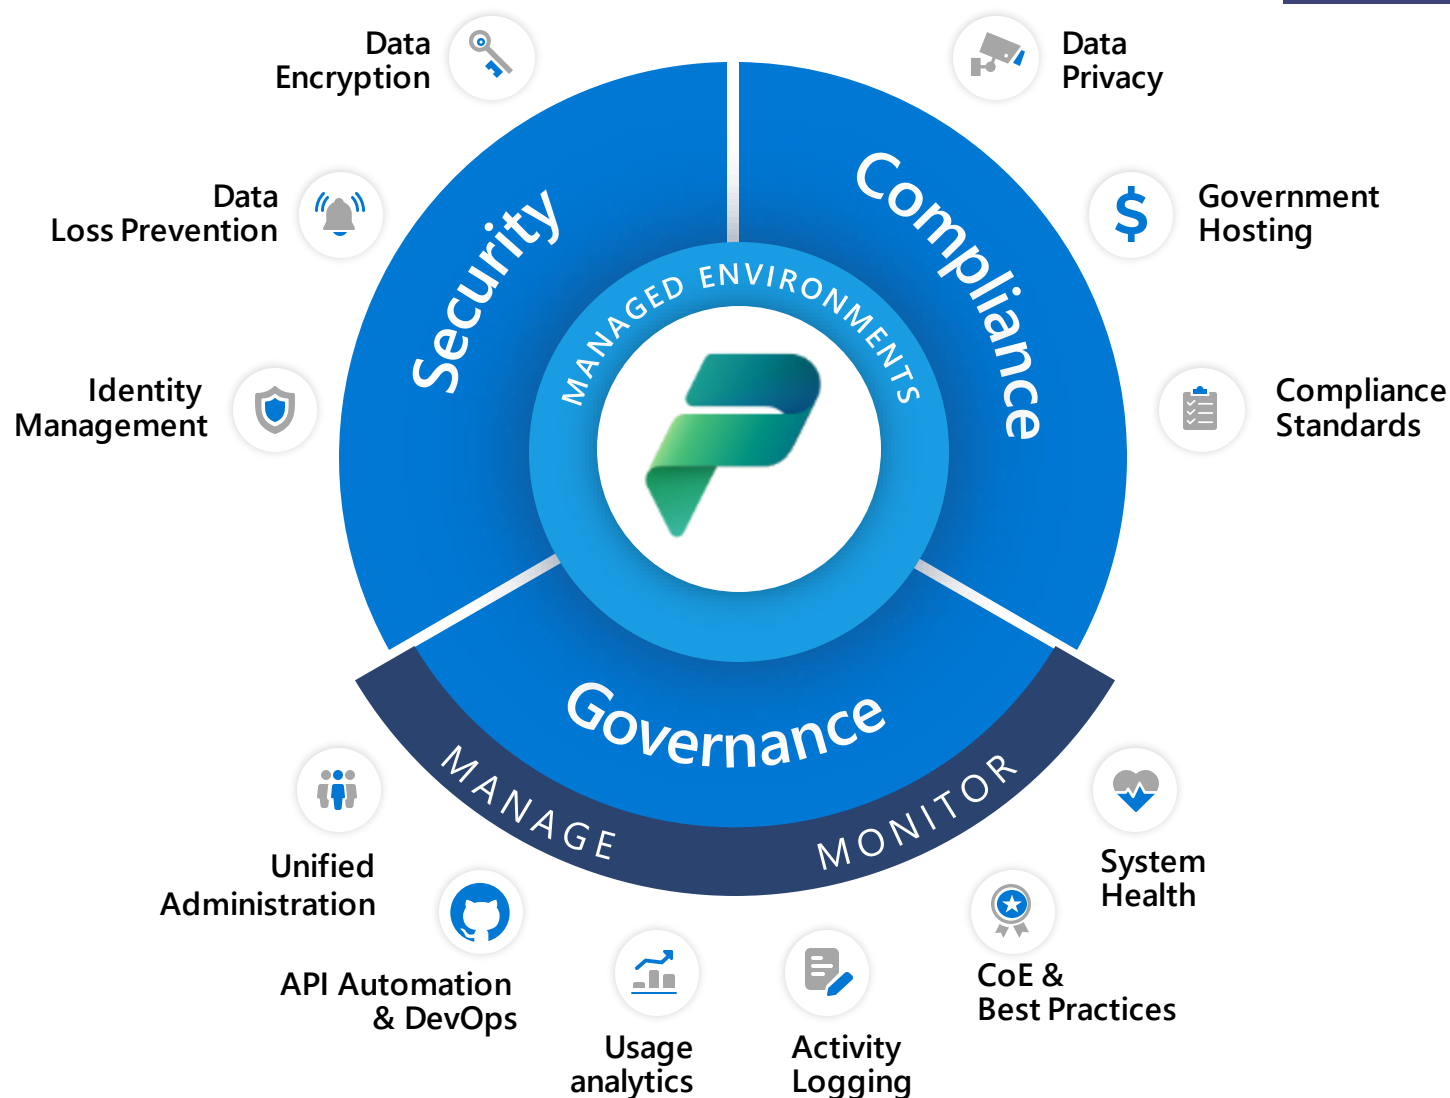 Data
Encryption
Data
Privacy
Data
Loss Prevention
Government
Hosting
Identity
Management
Compliance
Standards
Security
Compliance
MANAGED ENVIRONMENTS
Governance
MANAGE
MONITOR
Unified
Administration
System
Health
API Automation
& DevOps
CoE &
Best Practices
Usage
analytics
Activity
Logging